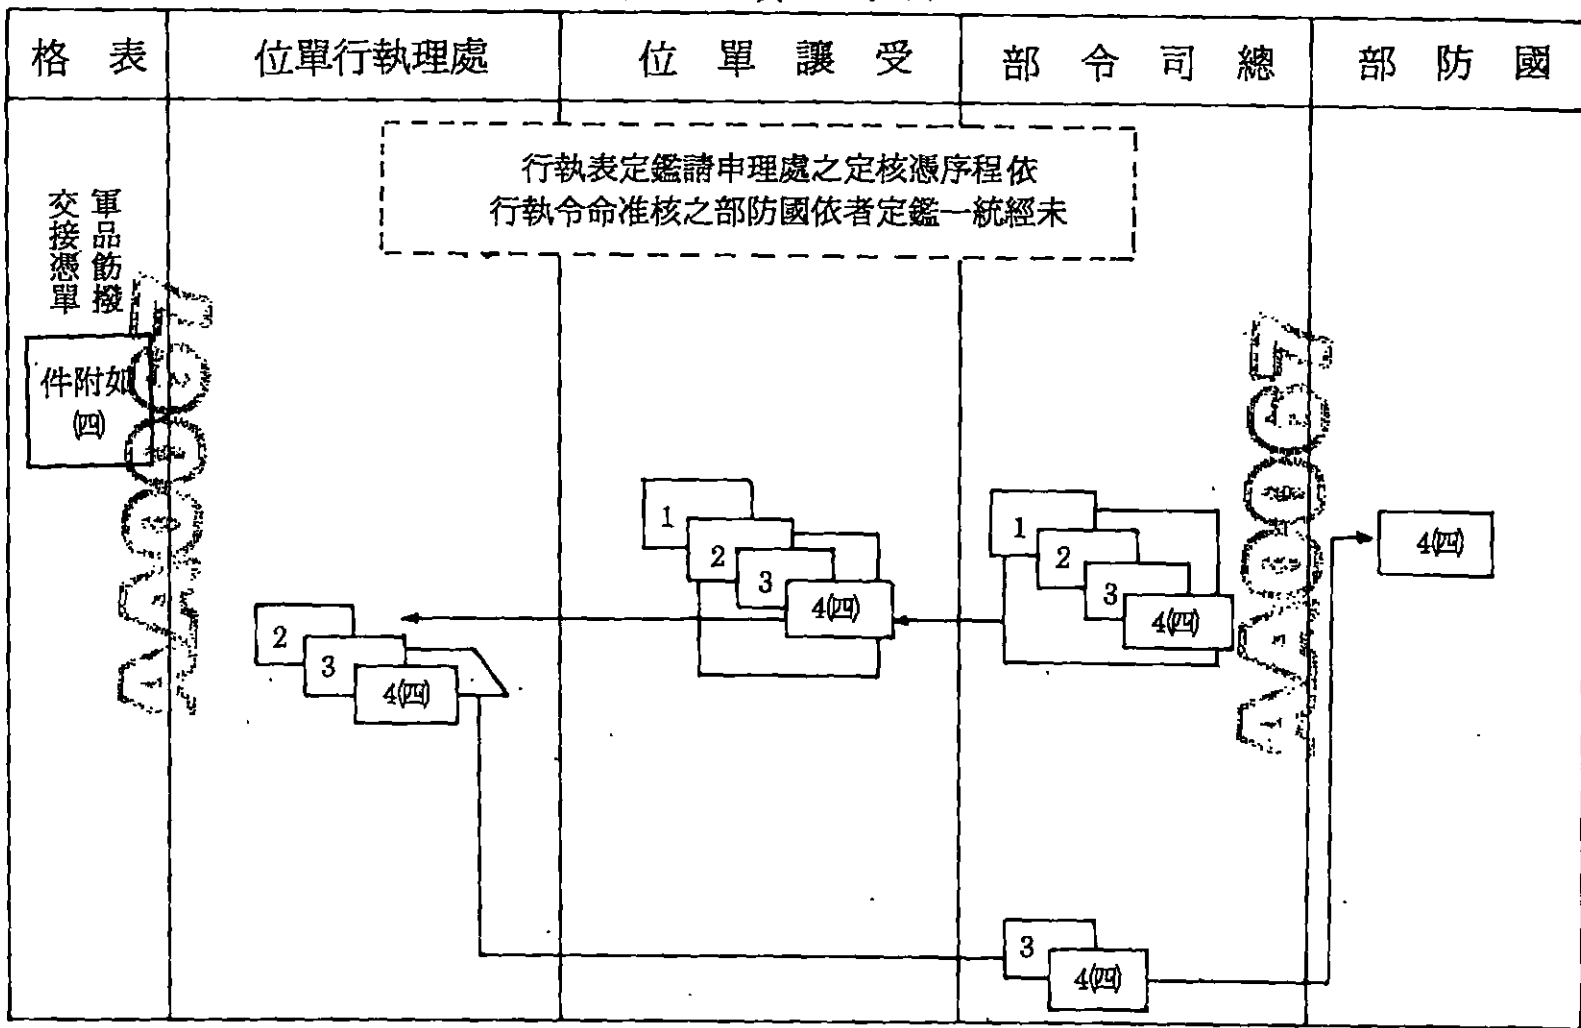 國防部
總司令部
受讓單位
處理執行單位
表格
依程序憑核定之處理申請鑑定表執行
未經統一鑑定者依國防部之核准命令執行
軍品飭撥
交接憑單
如附件
(四)
1
2
3
4(四)
1
2
3
4(四)
4(四)
2
3
4(四)
3
4(四)